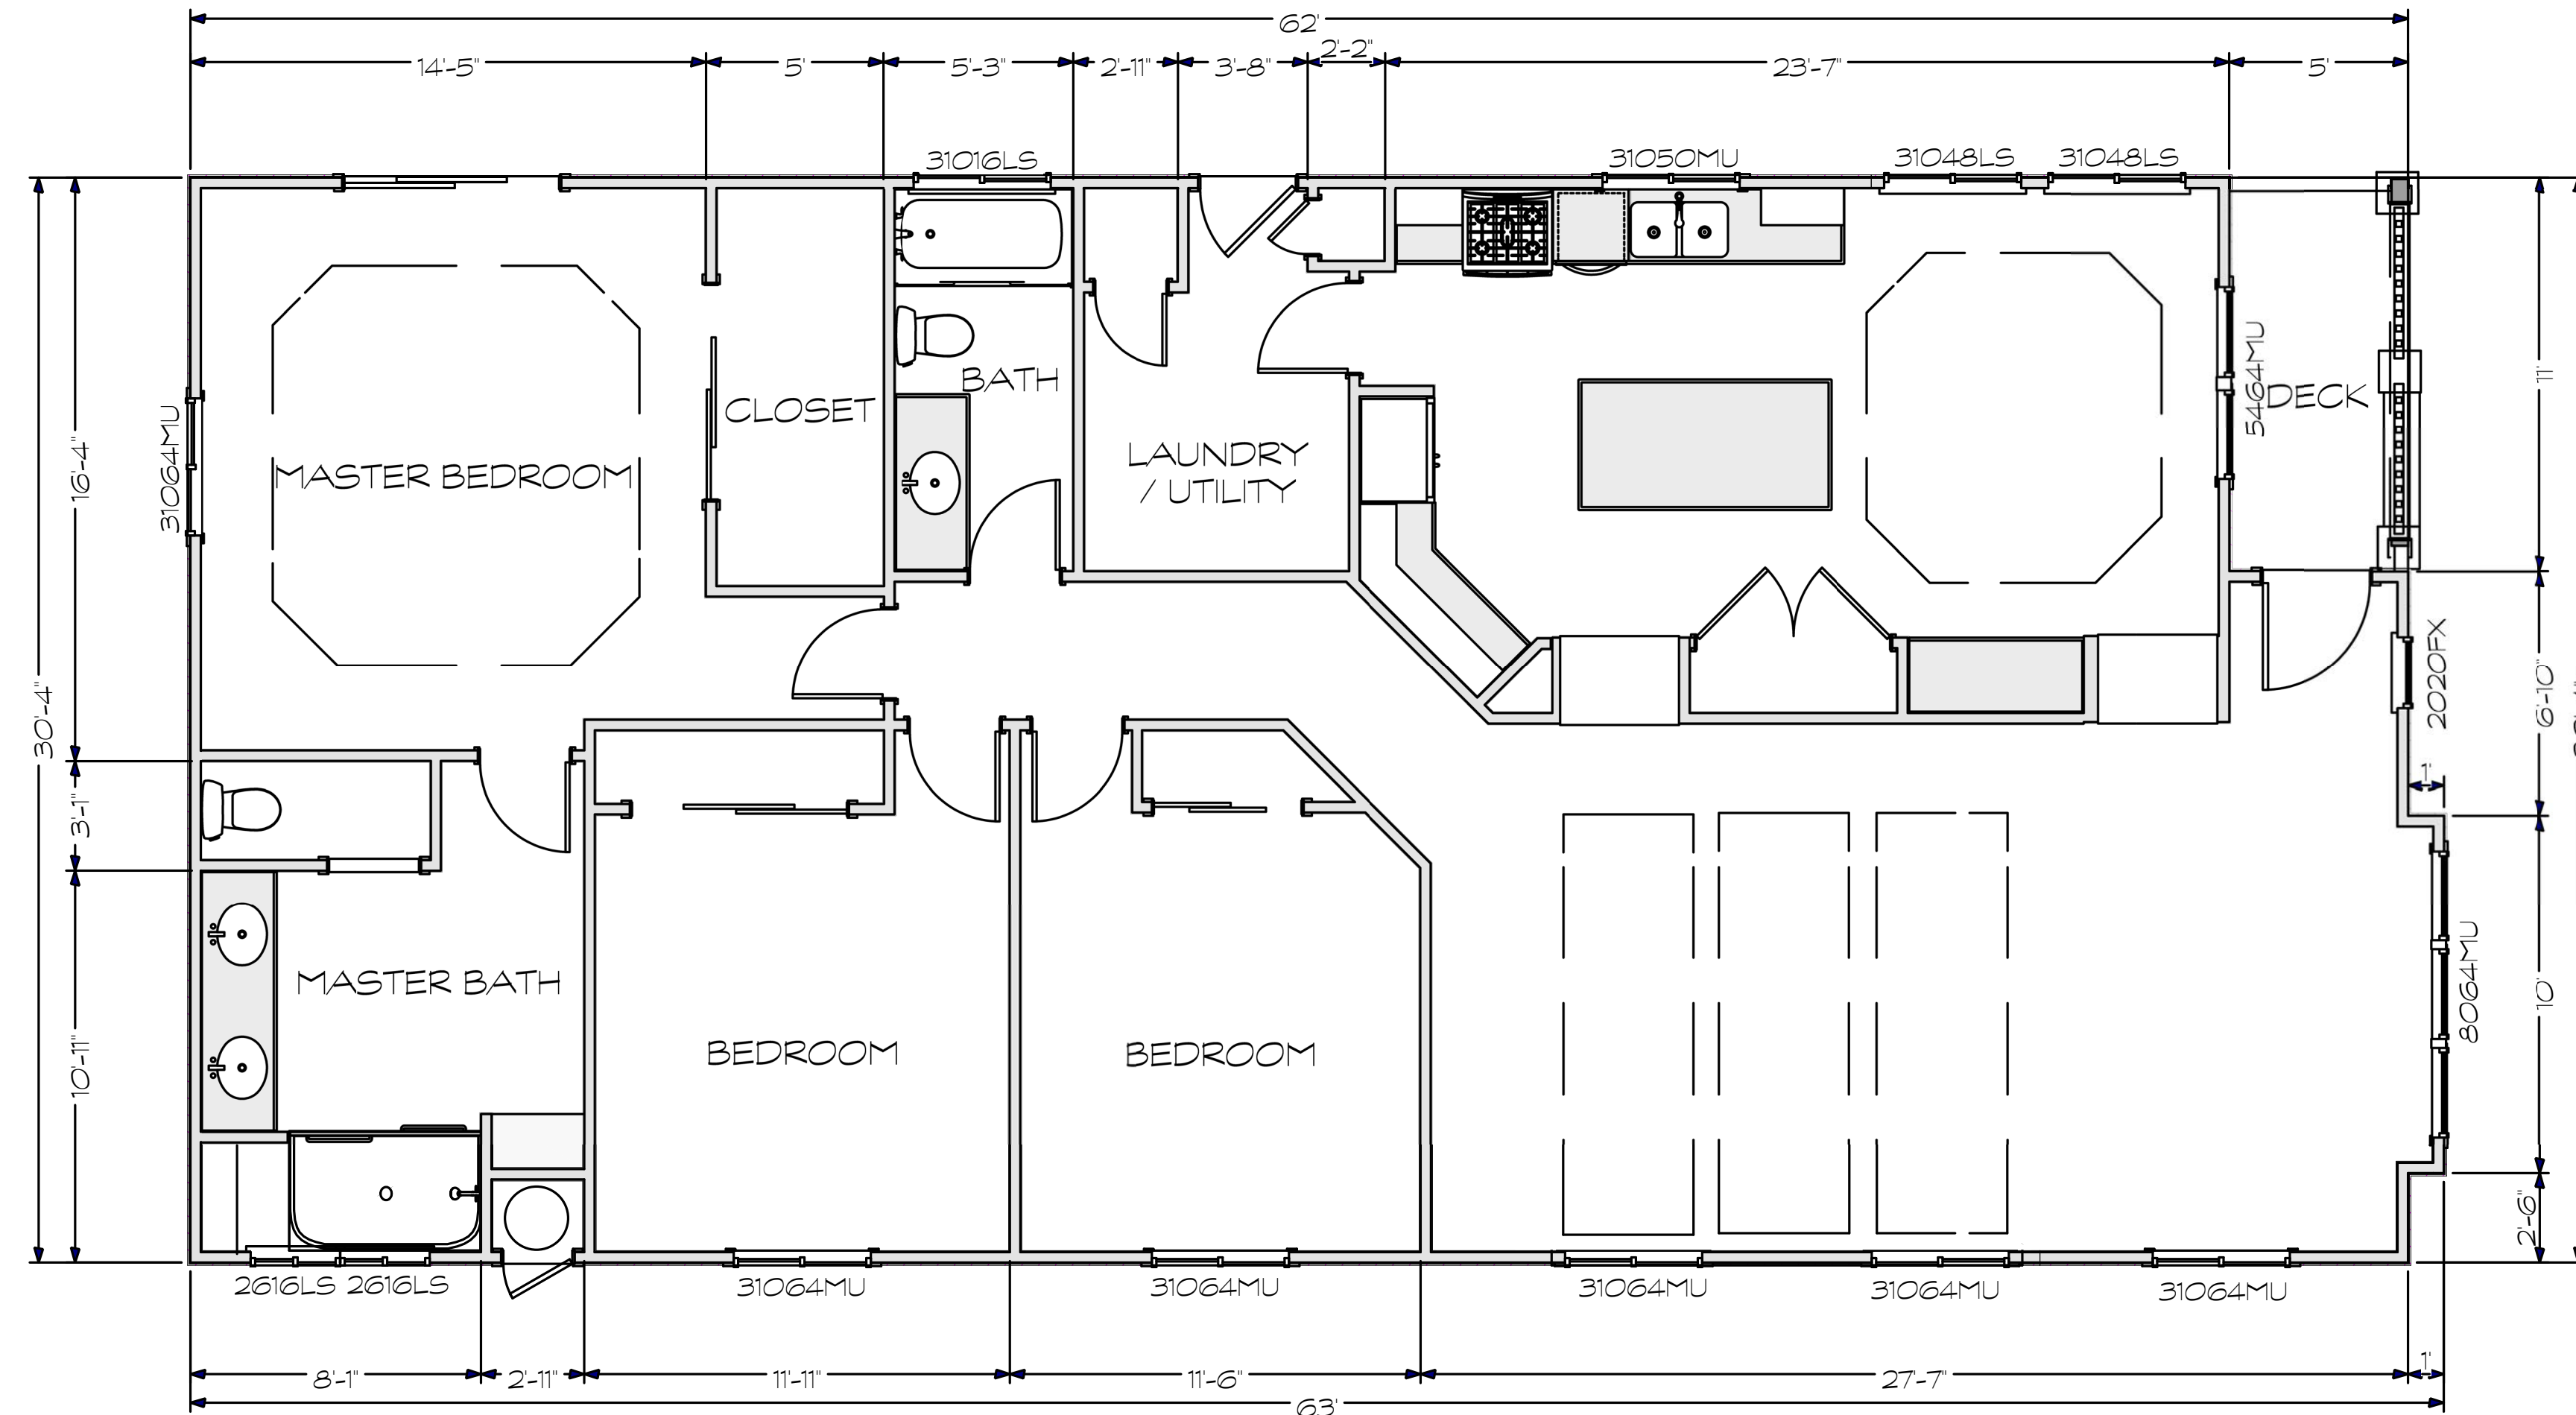 62'
14'-5"
5'
5'-3"
2'-11"
3'-8"
2'-2"
23'-7"
5'
31016LS
31050MU
31048LS
31048LS
31064MU
16'-4"
30'-4"
3'-1"
10'-11"
MASTER BEDROOM
CLOSET
BATH
LAUNDRY
/ UTILITY
5464MU
DECK
11'
2020FX
6'-10"
1'
MASTER BATH
BEDROOM
BEDROOM
8064MU
10'
2'-6"
2616LS
2616LS
31064MU
31064MU
31064MU
31064MU
31064MU
8'-1"
2'-11"
11'-11"
11'-6"
27'-7"
1'
63'